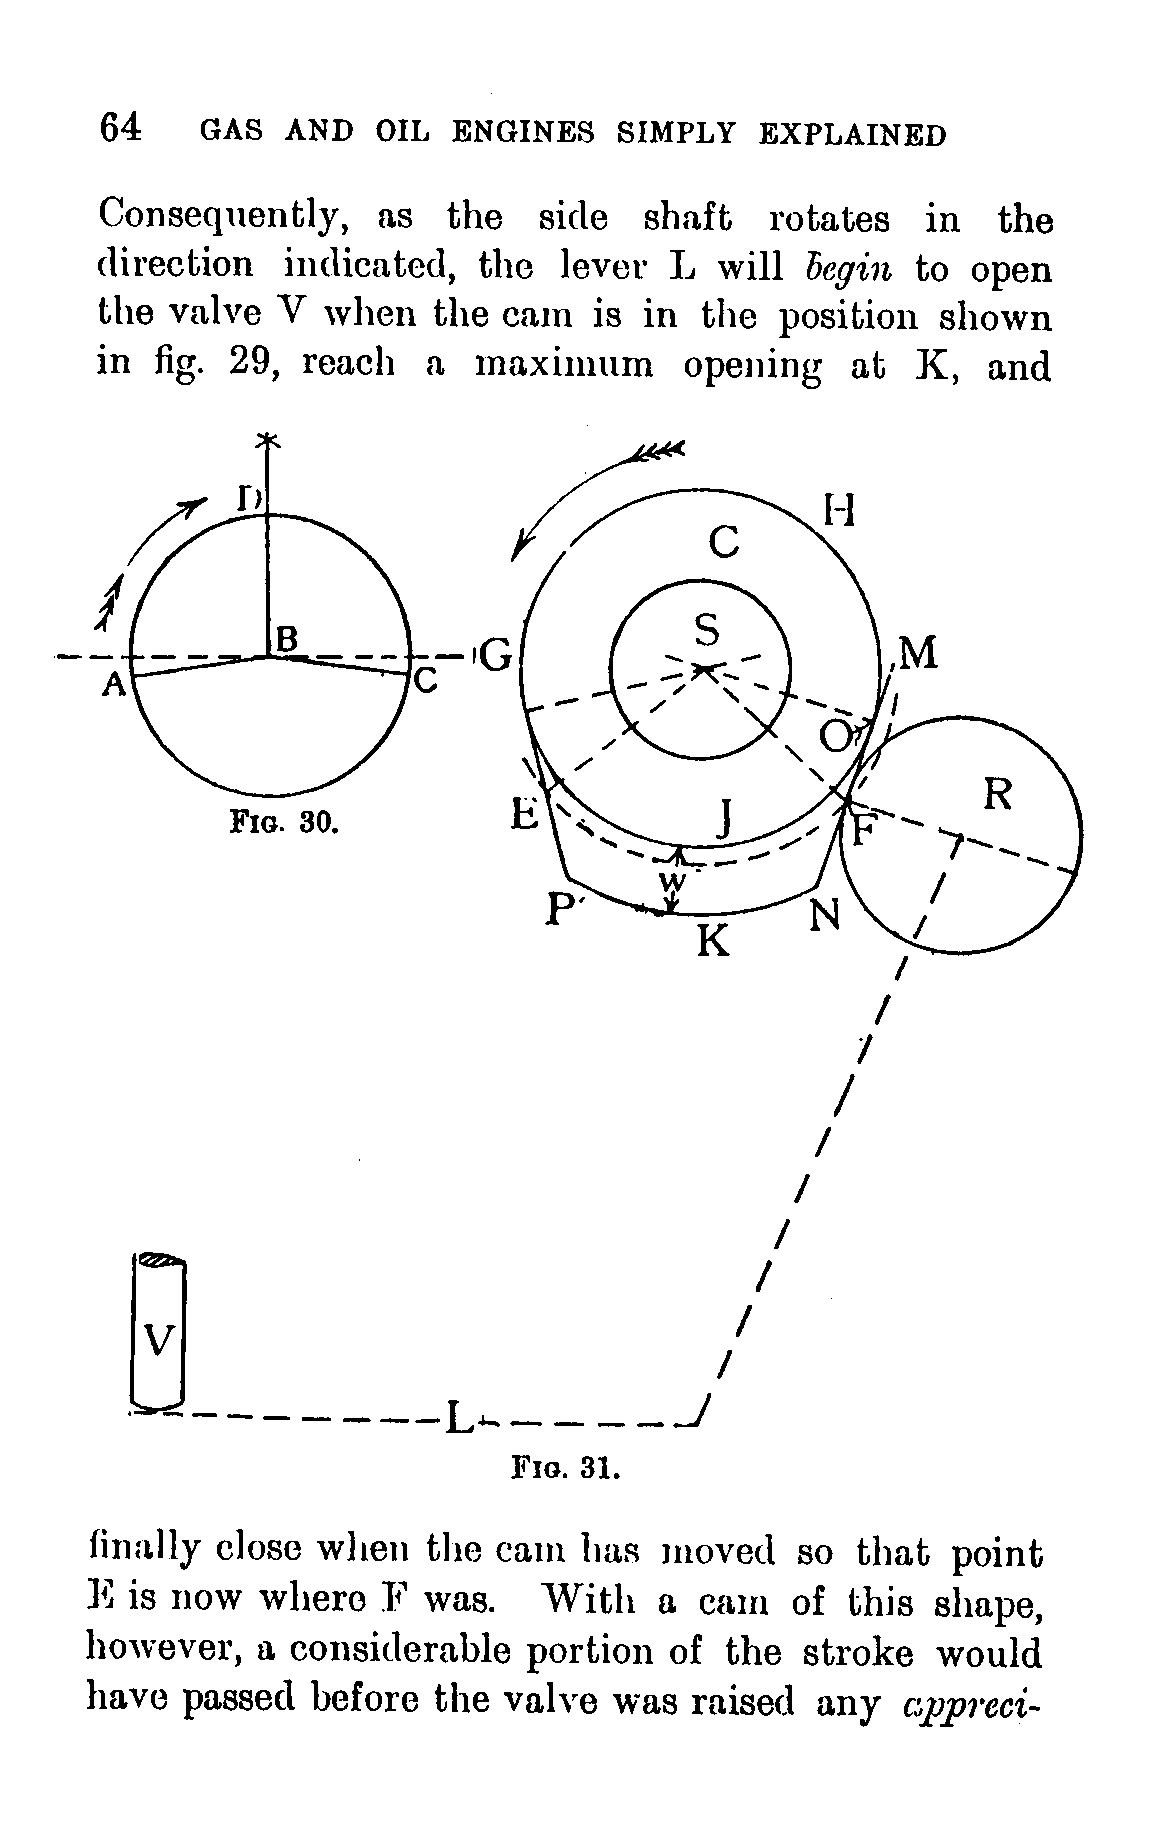 64 GAS AND OIL ENGINES SIMPLY EXPLAINED
Consequently, as the side shaft rotates in the
direction indicated, the lever L will begin to open
the valve V when the cam is in the position shown
in fig. 29, reach a maximum opening at K, and
D
B
A
C
FIG. 30.
H
C
S
G
M
O
R
E
J
F
W
P
N
K
V
L
FIG. 31.
finally close when the cam has moved so that point
E is now where F was. With a cam of this shape,
however, a considerable portion of the stroke would
have passed before the valve was raised any appreci-